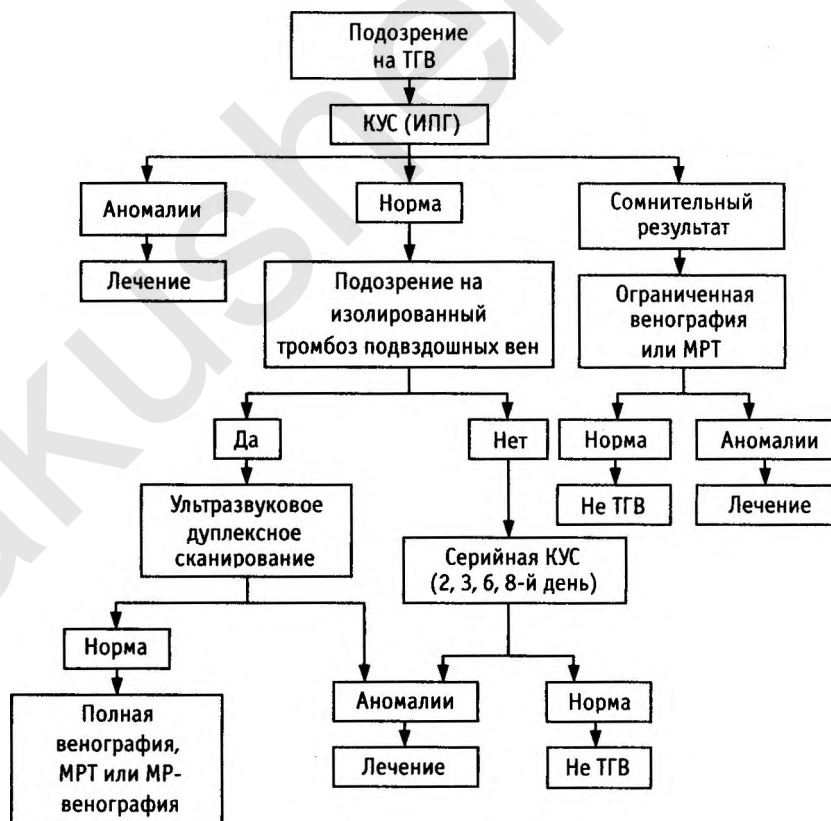 Подозрение
на ТГВ
КУС (ИПГ)
Аномалии
Норма
Сомнительный
результат
Лечение
Подозрение на
изолированный
тромбоз подвздошных вен
Ограниченная
венография
или МРТ
Да
Нет
Норма
Аномалии
Не ТГВ
Лечение
Ультразвуковое
дуплексное
сканирование
Серийная КУС
(2, 3, 6, 8-й день)
Норма
Аномалии
Норма
Полная
венография,
МРТ или МР-
венография
Лечение
Не ТГВ
akusher